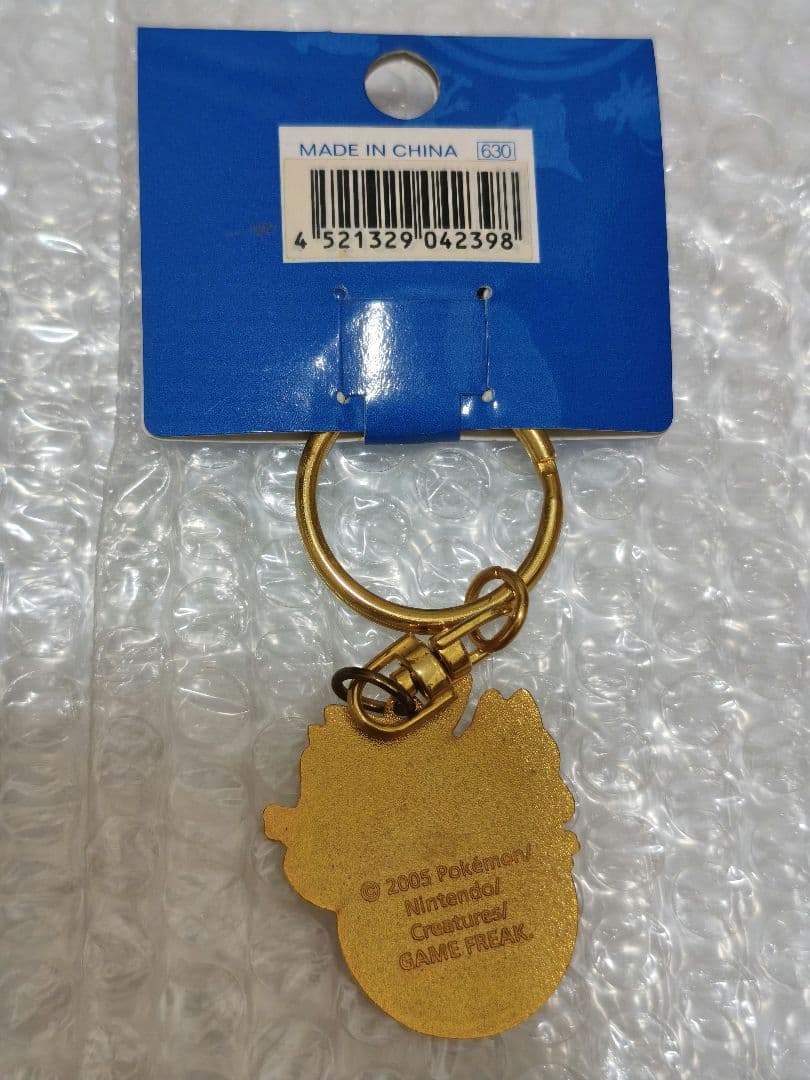 MADE IN CHINA 630
4 521329 042398
© 2005 Pokémon/
Nintendo/
Creatures/
GAME FREAK.